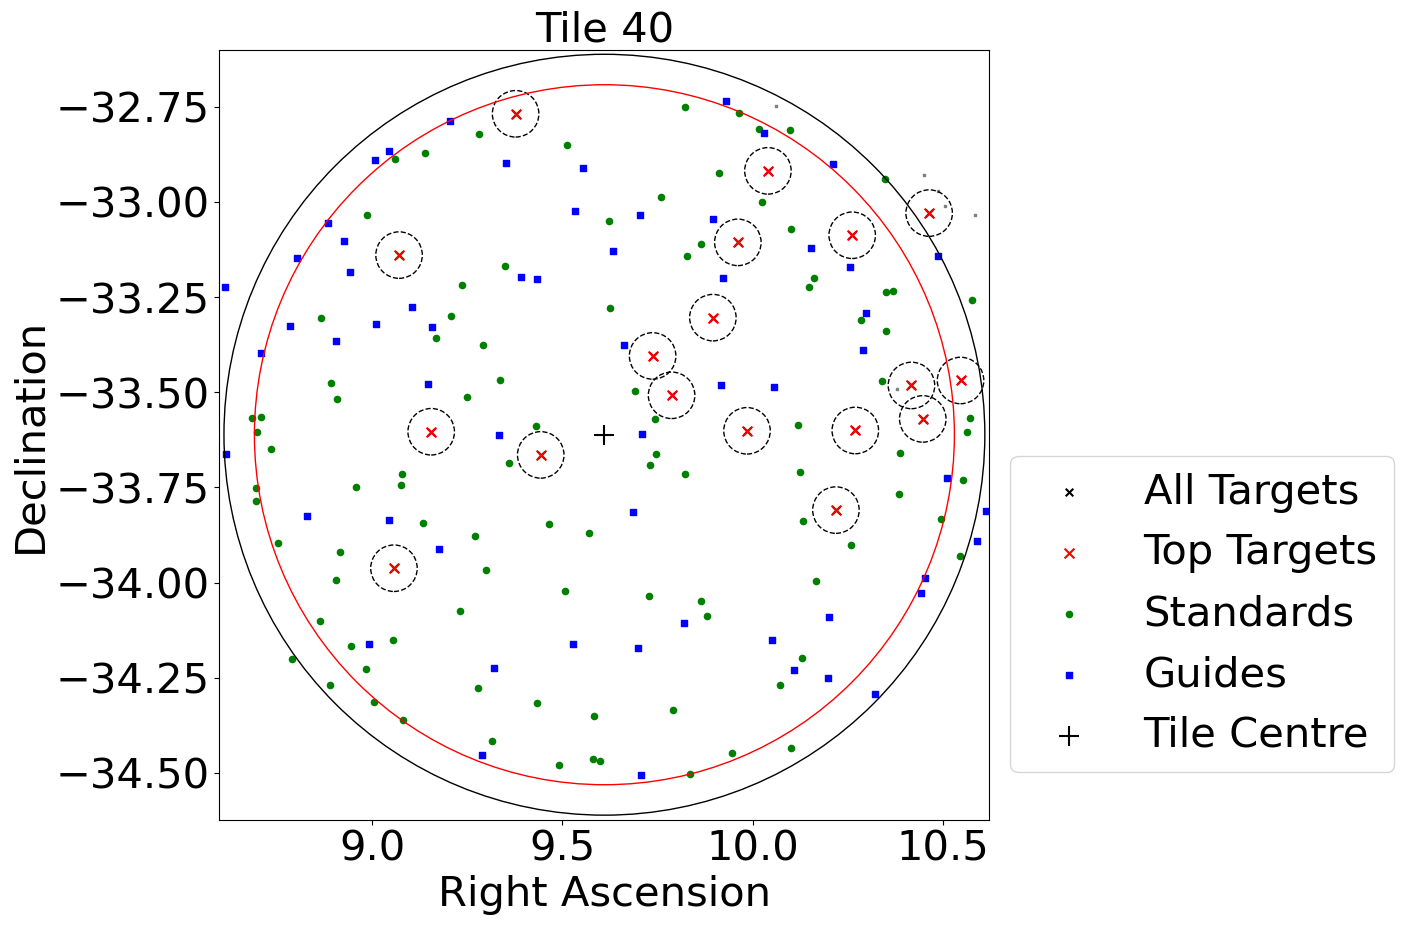 Tile 40
−32.75
−33.00
−33.25
−33.50
−33.75
−34.00
−34.25
−34.50
Declination
9.0
9.5
10.0
10.5
Right Ascension
All Targets
Top Targets
Standards
Guides
Tile Centre